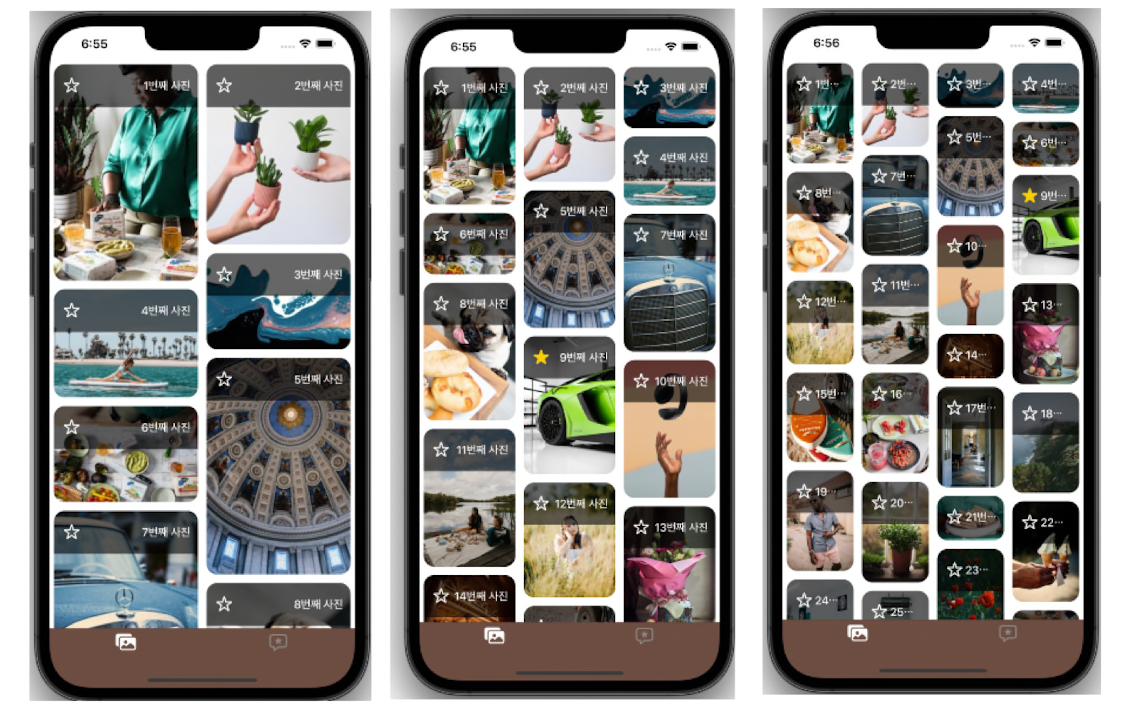 6:55
1번째 사진
2번째 사진
3번째 사진
4번째 사진
5번째 사진
6번째 사진
7번째 사진
8번째 사진
6:55
1번째 사진
2번째 사진
3번째 사진
4번째 사진
5번째 사진
6번째 사진
7번째 사진
8번째 사진
9번째 사진
10번째 사진
11번째 사진
12번째 사진
13번째 사진
14번째 사진
6:56
1번…
2번…
3번…
4번…
5번…
6번…
7번…
8번…
9번…
10…
11번…
12번…
13…
14…
15번…
16…
17번…
18…
19…
20…
21번…
22…
23…
24…
25…